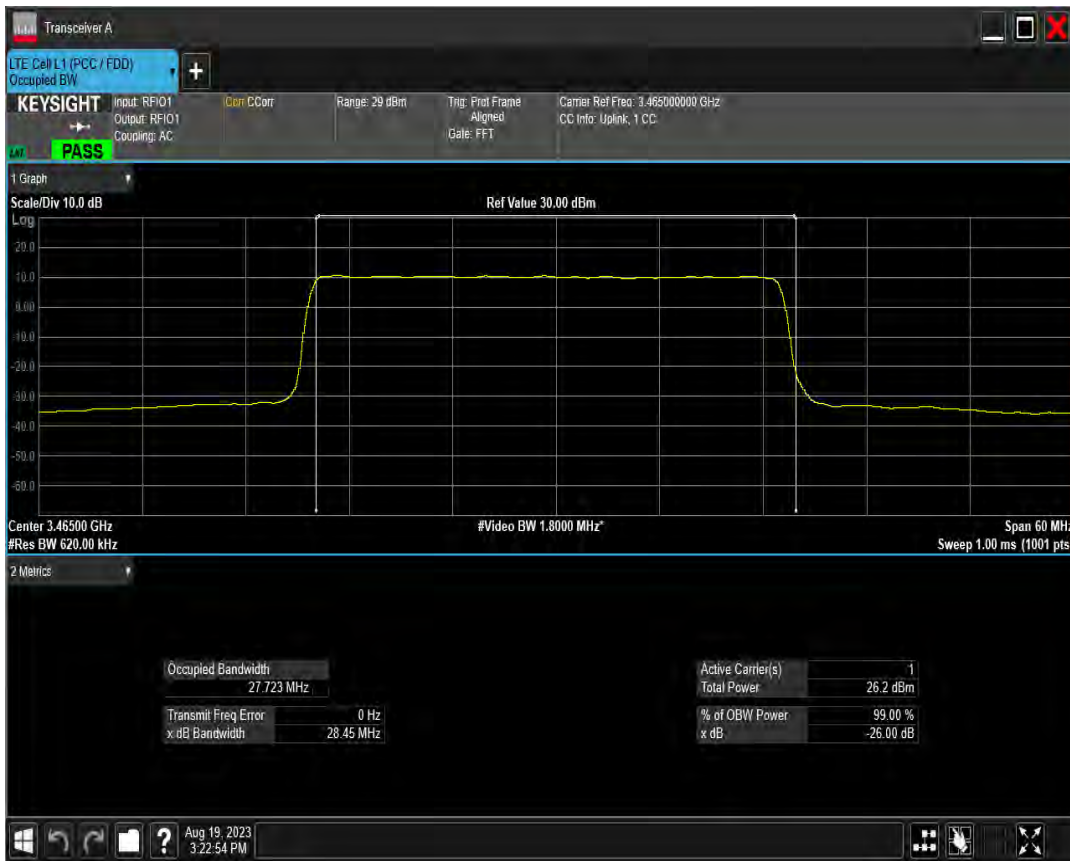 Transceiver A
LTE Cell L1 (PCC / FDD)
Occupied BW
+
KEYSIGHT
Input: RFIO1
Output: RFIO1
Coupling: AC
Corr CCorr
Range: 29 dBm
Trig: Prot Frame
Aligned
Gate: FFT
Carrier Ref Freq: 3.465000000 GHz
CC Info: Uplink, 1 CC
PASS
1 Graph
Scale/Div 10.0 dB
Ref Value 30.00 dBm
Log
20.0
10.0
0.00
-10.0
-20.0
-30.0
-40.0
-50.0
-60.0
Center 3.46500 GHz
#Video BW 1.8000 MHz*
Span 60 MHz
#Res BW 620.00 kHz
Sweep 1.00 ms (1001 pts
2 Metrics
Occupied Bandwidth
27.723 MHz
Transmit Freq Error 0 Hz
x dB Bandwidth 28.45 MHz
Active Carrier(s) 1
Total Power 26.2 dBm
% of OBW Power 99.00 %
x dB -26.00 dB
?
Aug 19, 2023
3:22:54 PM